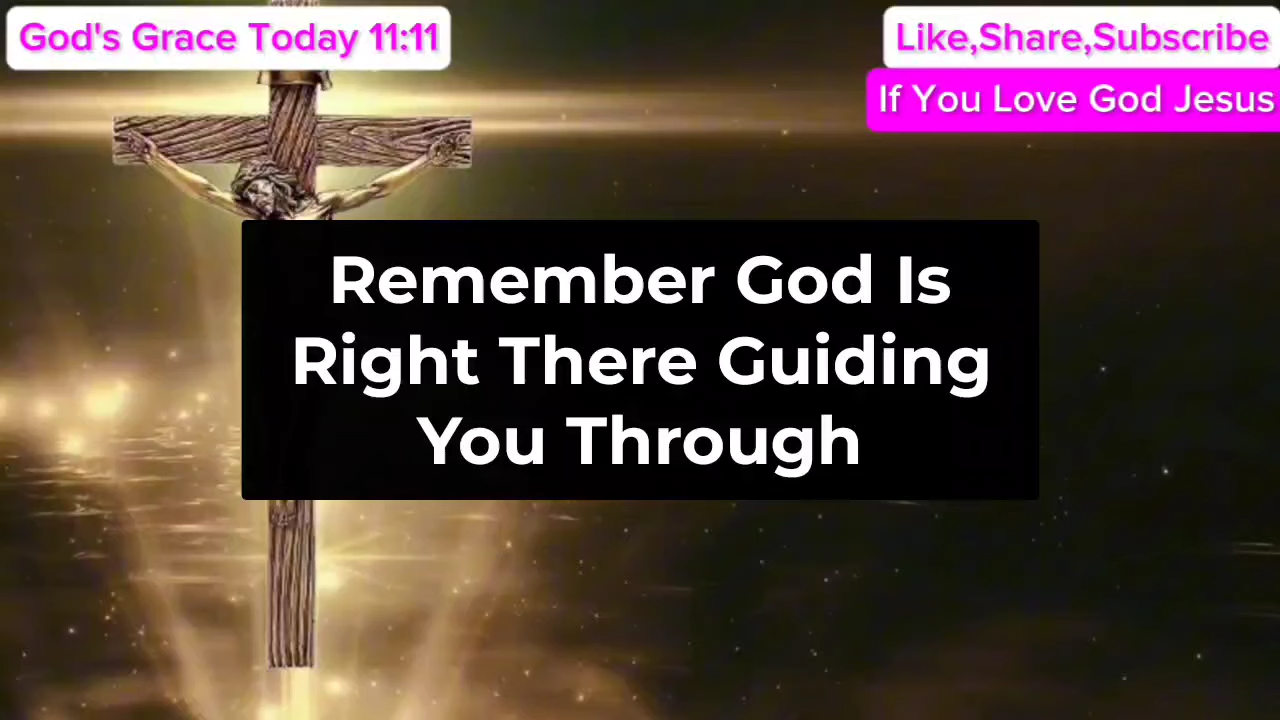 God's Grace Today 11:11
Like,Share,Subscribe
If You Love God Jesus
Remember God Is
Right There Guiding
You Through